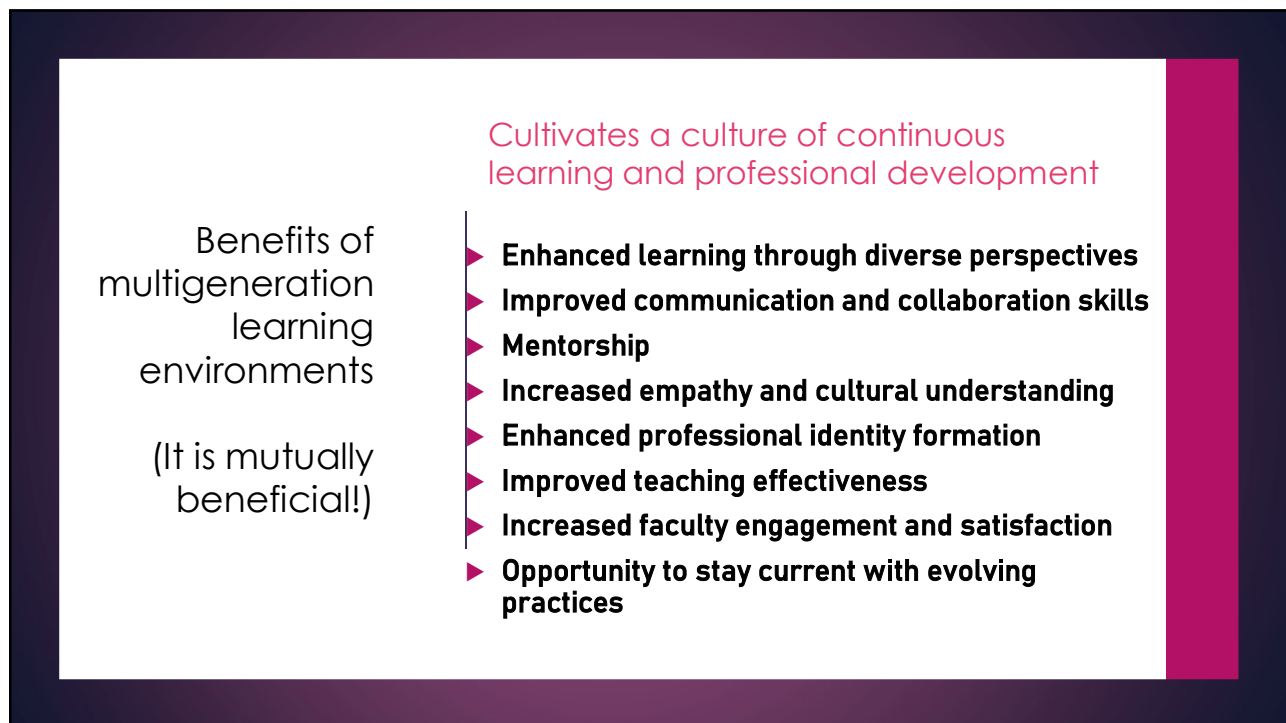 Benefits of
multigeneration
learning
environments
(It is mutually
beneficial!)
Cultivates a culture of continuous
learning and professional development
Enhanced learning through diverse perspectives
Improved communication and collaboration skills
Mentorship
Increased empathy and cultural understanding
Enhanced professional identity formation
Improved teaching effectiveness
Increased faculty engagement and satisfaction
Opportunity to stay current with evolving
practices